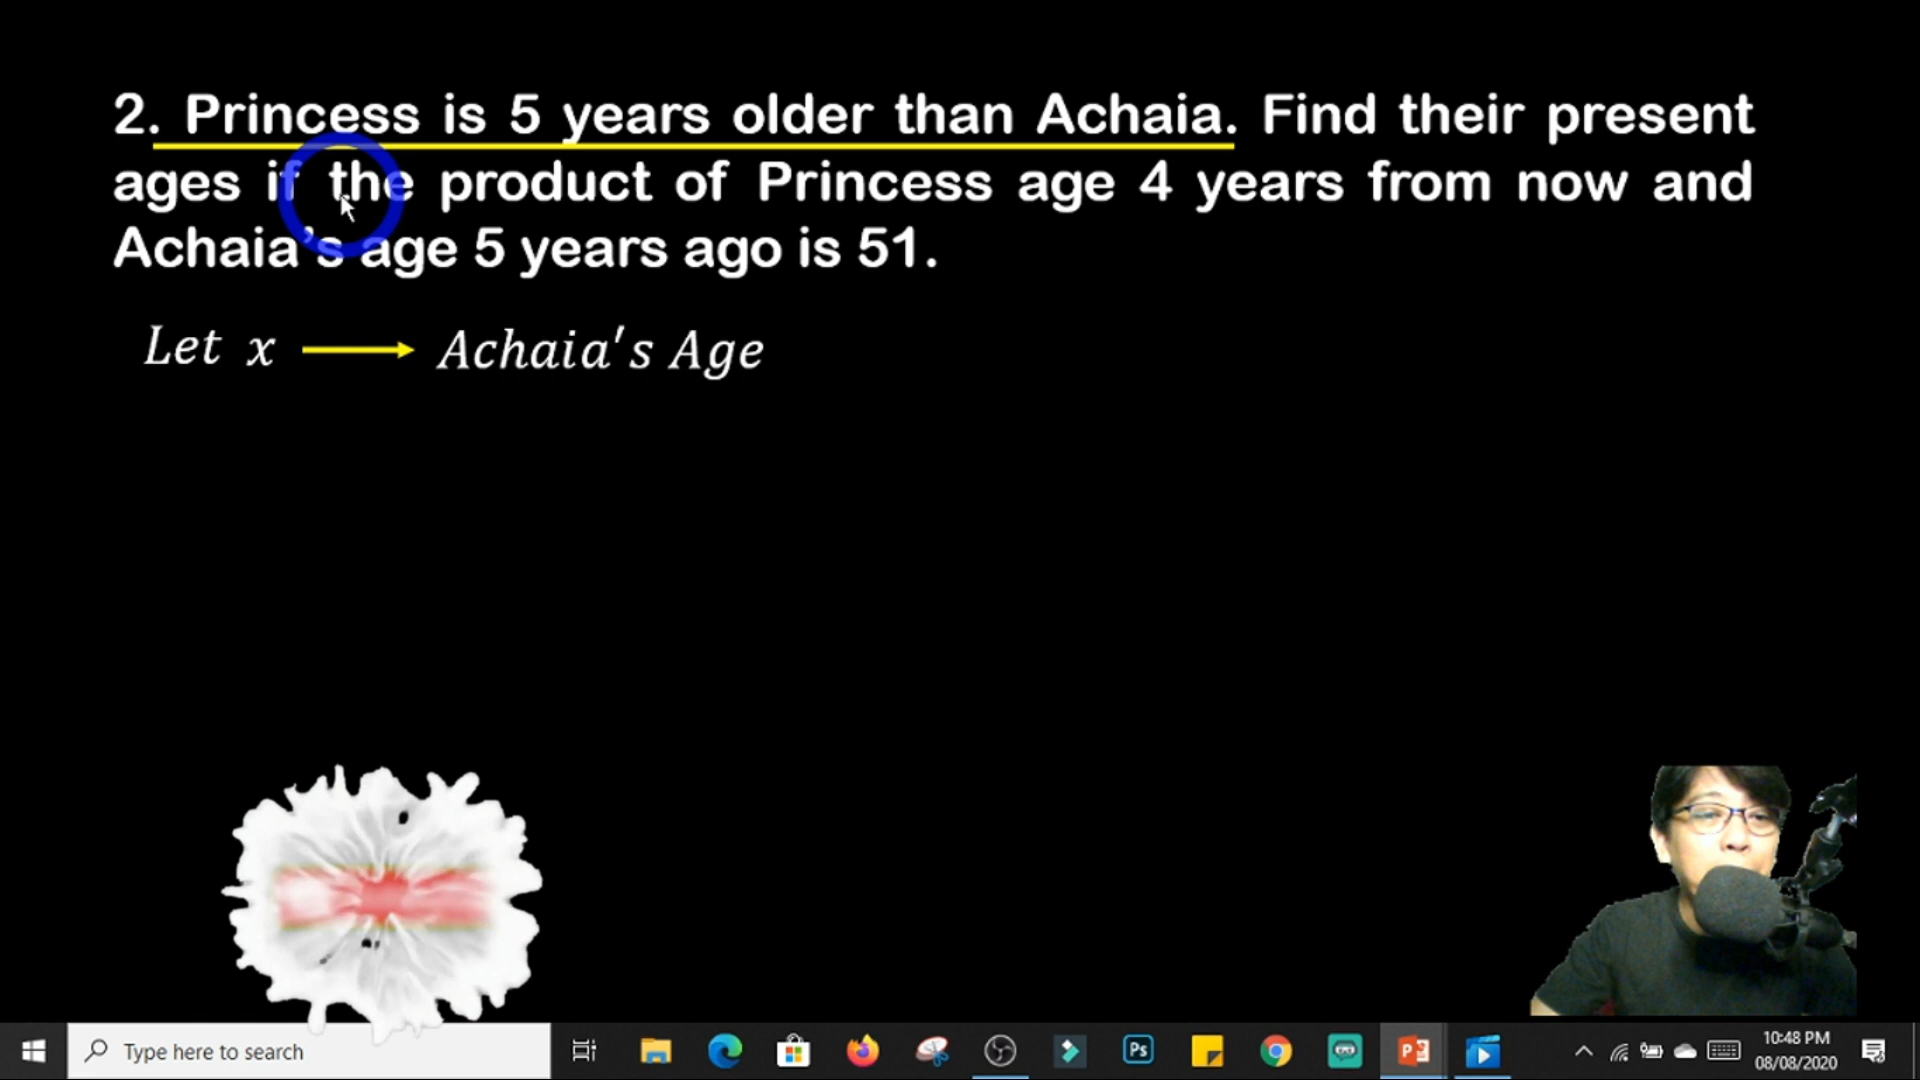 2. Princess is 5 years older than Achaia. Find their present
ages if the product of Princess age 4 years from now and
Achaia's age 5 years ago is 51.
Let x Achaia's Age
Type here to search
Ps
10:48 PM
08/08/2020